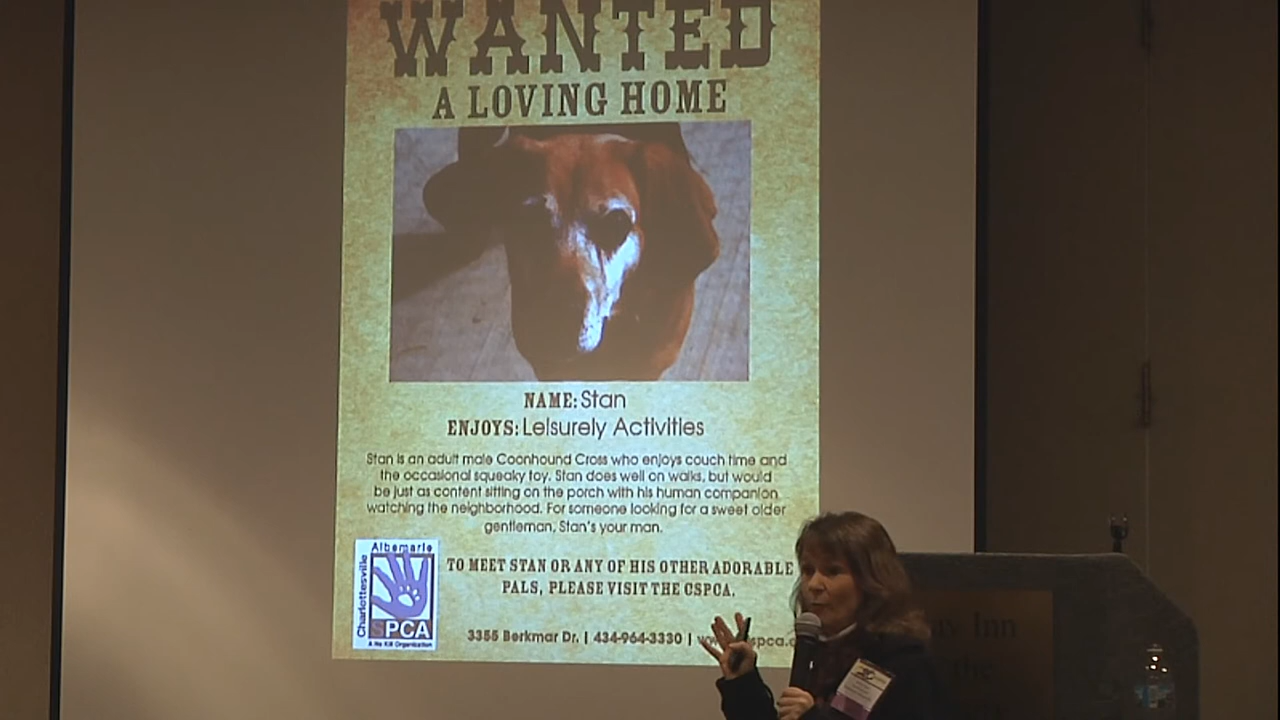 WANTED
A LOVING HOME
NAME: Stan
ENJOYS: Leisurely Activities
Stan is an adult male Coonhound Cross who enjoys couch time and
the occasional squeaky toy. Stan does well on walks, but would
be just as content sitting on the porch with his human companion
watching the neighborhood. For someone looking for a sweet older
gentleman, Stan's your man.
Charlottesville
Albemarle
SPCA
A No Kill Organization
TO MEET STAN OR ANY OF HIS OTHER ADORABLE
PALS, PLEASE VISIT THE CSPCA.
3355 Berkmar Dr. | 434-964-3330 |
Inn
the